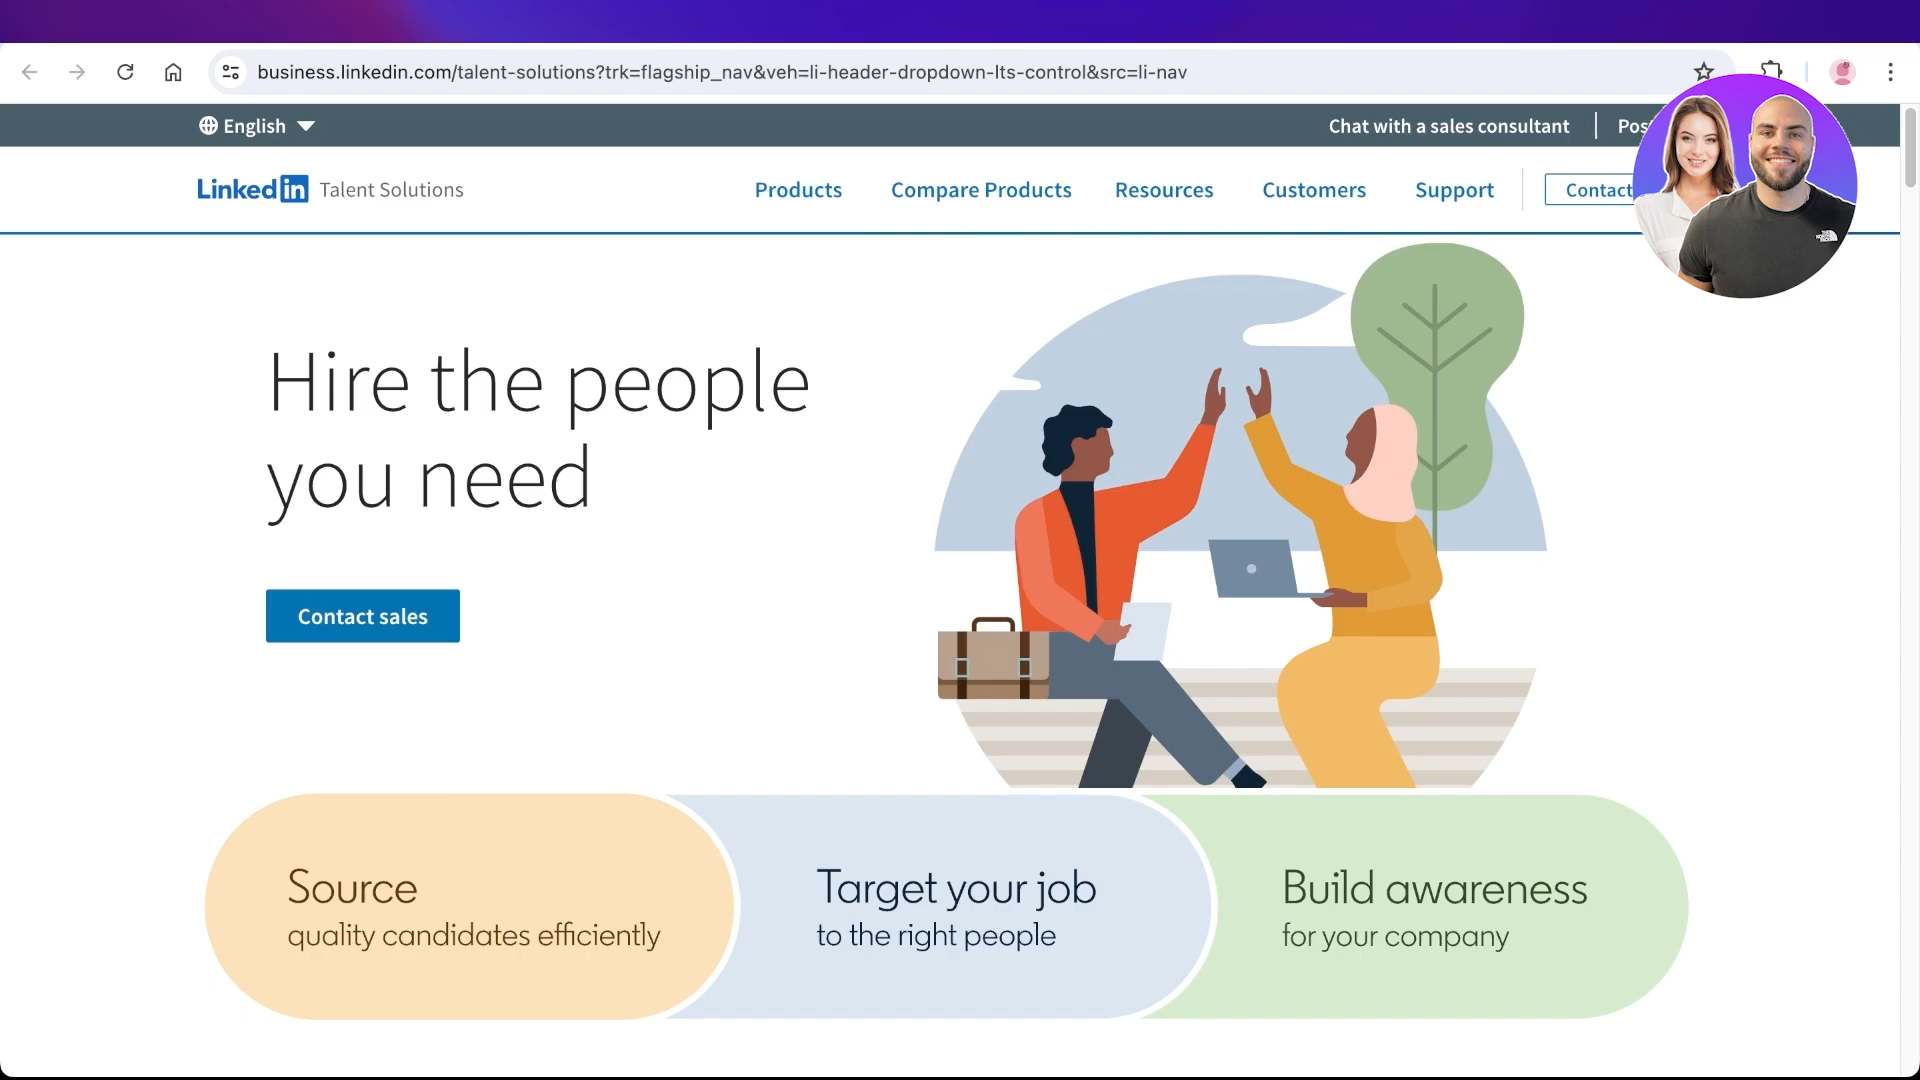 business.linkedin.com/talent-solutions?trk=flagship_nav&veh=li-header-dropdown-lts-control&src=li-nav
English
Chat with a sales consultant
LinkedIn Talent Solutions
Products
Compare Products
Resources
Customers
Support
Contact
Hire the people
you need
Contact sales
Source
quality candidates efficiently
Target your job
to the right people
Build awareness
for your company